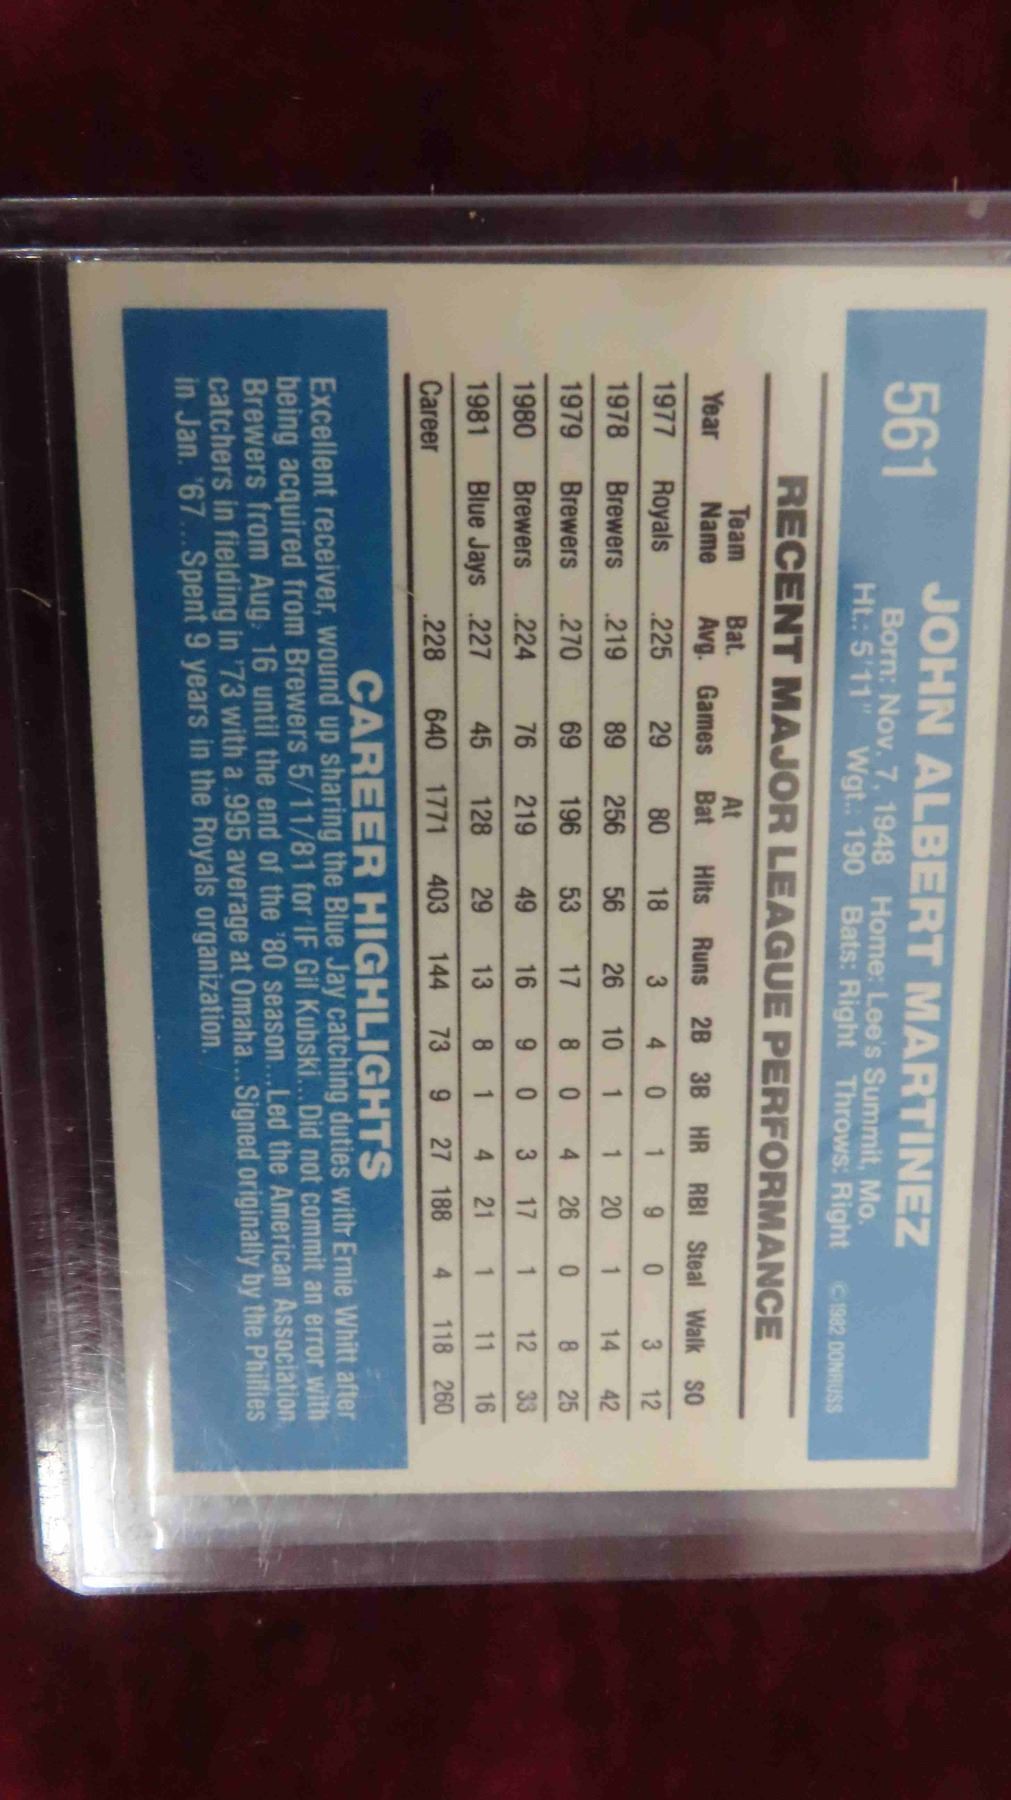 561 JOHN ALBERT MARTINEZ
Born: Nov. 7, 1948 Home: Lee's Summit, Mo.
Ht.: 5'11" Wgt.: 190 Bats: Right Throws: Right ©1982 DONRUSS
RECENT MAJOR LEAGUE PERFORMANCE
Team Bat. At
Year Name Avg. Games Bat Hits Runs 2B 3B HR RBI Steal Walk SO
1977 Royals .225 29 80 18 3 4 0 1 9 0 3 12
1978 Brewers .219 89 256 56 26 10 1 1 20 1 14 42
1979 Brewers .270 69 196 53 17 8 0 4 26 0 8 25
1980 Brewers .224 76 219 49 16 9 0 3 17 1 12 33
1981 Blue Jays .227 45 128 29 13 8 1 4 21 1 11 16
Career .228 640 1771 403 144 73 9 27 188 4 118 260
CAREER HIGHLIGHTS
Excellent receiver, wound up sharing the Blue Jay catching duties with Ernie Whitt after
being acquired from Brewers 5/11/81 for IF Gil Kubski...Did not commit an error with
Brewers from Aug. 16 until the end of the '80 season...Led the American Association
catchers in fielding in '73 with a .995 average at Omaha...Signed originally by the Phillies
in Jan. '67...Spent 9 years in the Royals organization.